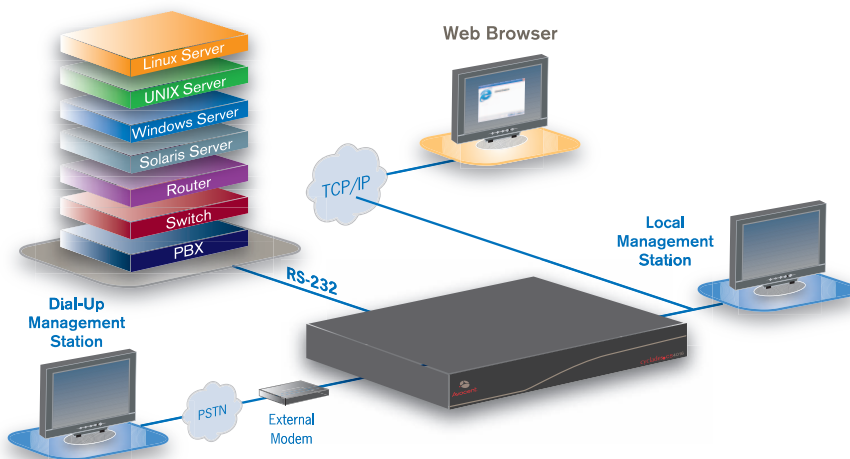 Web Browser
Linux Server
UNIX Server
Windows Server
Solaris Server
Router
Switch
PBX
TCP/IP
Local
Management
Station
RS-232
Dial-Up
Management
Station
PSTN
External
Modem
Avocent